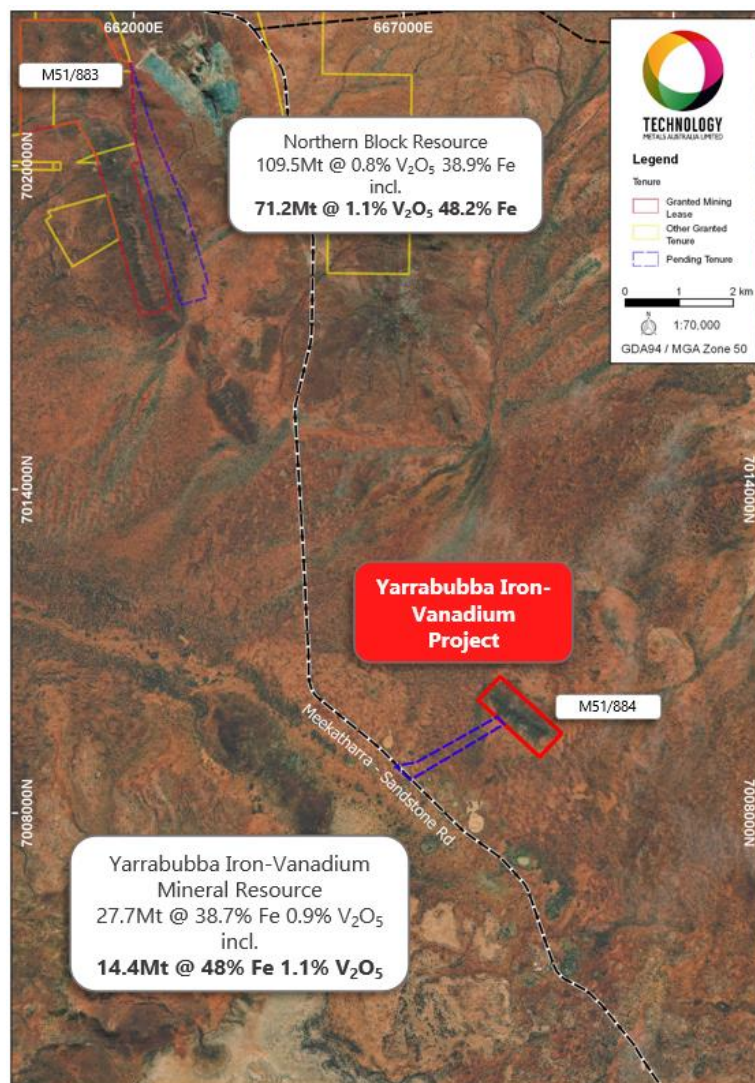 662000E
667000E
M51/883
TECHNOLOGY
METALS AUSTRALIA LIMITED
Legend
Tenure
Granted Mining
Lease
Other Granted
Tenure
Pending Tenure
0 1 2 km
N
1:70,000
GDA94 / MGA Zone 50
7020000N
Northern Block Resource
109.5Mt @ 0.8% V₂O₅ 38.9% Fe
incl.
71.2Mt @ 1.1% V₂O₅ 48.2% Fe
7014000N
7014000N
Yarrabubba Iron-
Vanadium
Project
M51/884
Meekatharra - Sandstone Rd
7008000N
7008000N
Yarrabubba Iron-Vanadium
Mineral Resource
27.7Mt @ 38.7% Fe 0.9% V₂O₅
incl.
14.4Mt @ 48% Fe 1.1% V₂O₅